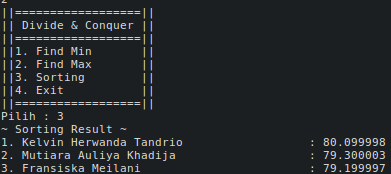 2
||==================||
|| Divide & Conquer ||
||==================||
||1. Find Min       ||
||2. Find Max       ||
||3. Sorting        ||
||4. Exit           ||
||==================||
Pilih : 3
~ Sorting Result ~
1. Kelvin Herwanda Tandrio : 80.099998
2. Mutiara Auliya Khadija : 79.300003
3. Fransiska Meilani : 79.199997